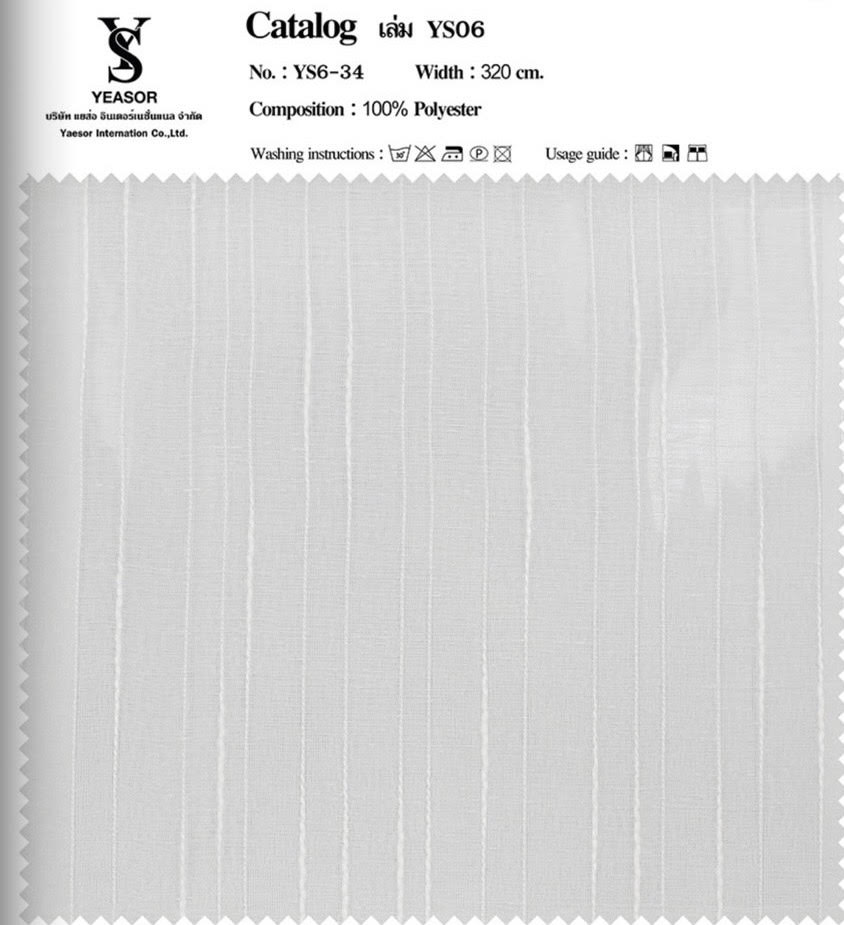 YS
YEASOR
บริษัท แยส่อ อินเตอร์เนชั่นแนล จำกัด
Yaesor Internation Co.,Ltd.
Catalog เล่ม YS06
No. : YS6-34 Width : 320 cm.
Composition : 100% Polyester
Washing instructions : P Usage guide :